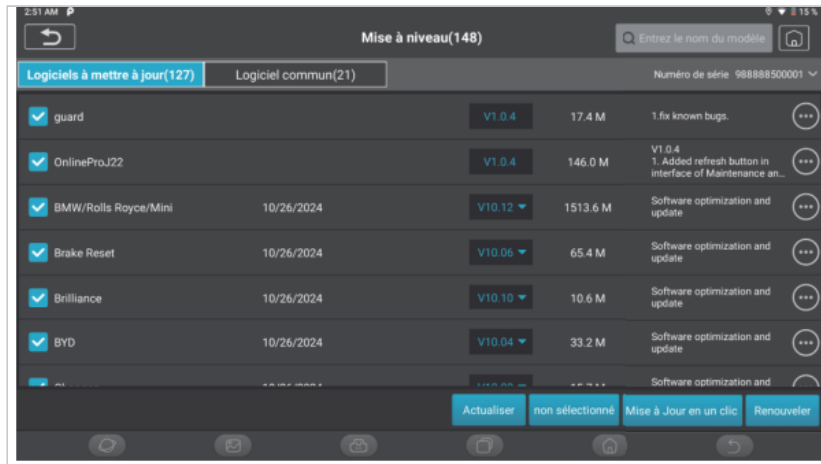 2:51 AM
15 %
Mise à niveau(148)
Entrez le nom du modèle
Logiciels à mettre à jour(127)
Logiciel commun(21)
Numéro de série 988888500001
guard
V1.0.4
17.4 M
1.fix known bugs.
OnlineProJ22
V1.0.4
146.0 M
V1.0.4
1. Added refresh button in
interface of Maintenance an...
BMW/Rolls Royce/Mini
10/26/2024
V10.12
1513.6 M
Software optimization and
update
Brake Reset
10/26/2024
V10.06
65.4 M
Software optimization and
update
Brilliance
10/26/2024
V10.10
10.6 M
Software optimization and
update
BYD
10/26/2024
V10.04
33.2 M
Software optimization and
update
Software optimization and
Actualiser
non sélectionné
Mise à Jour en un clic
Renouveler